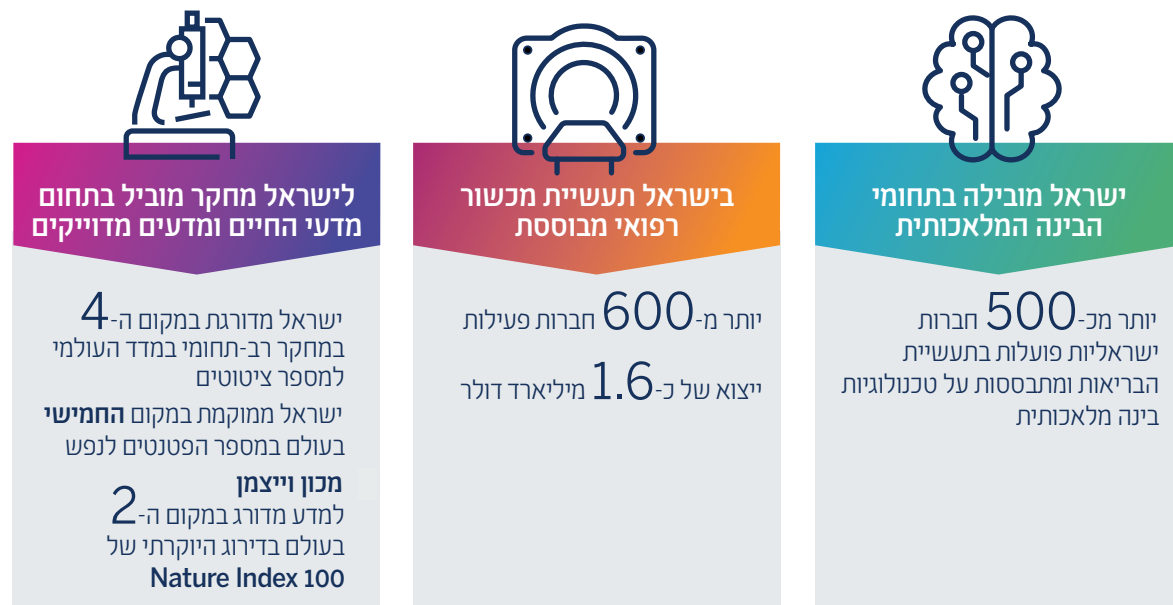 ישראל מובילה בתחומי
הבינה המלאכותית
יותר מכ-500 חברות
ישראליות פועלות בתעשיית
הבריאות ומתבססות על טכנולוגיות
בינה מלאכותית
בישראל תעשיית מכשור
רפואי מבוססת
יותר מ-600 חברות פעילות
ייצוא של כ-1.6 מיליארד דולר
לישראל מחקר מוביל בתחום
מדעי החיים ומדעים מדוייקים
ישראל מדורגת במקום ה-4
במחקר רב-תחומי במדד העולמי
למספר ציטוטים
ישראל ממוקמת במקום החמישי
בעולם במספר הפטנטים לנפש
מכון וייצמן
למדע מדורג במקום ה-2
בעולם בדירוג היוקרתי של
Nature Index 100